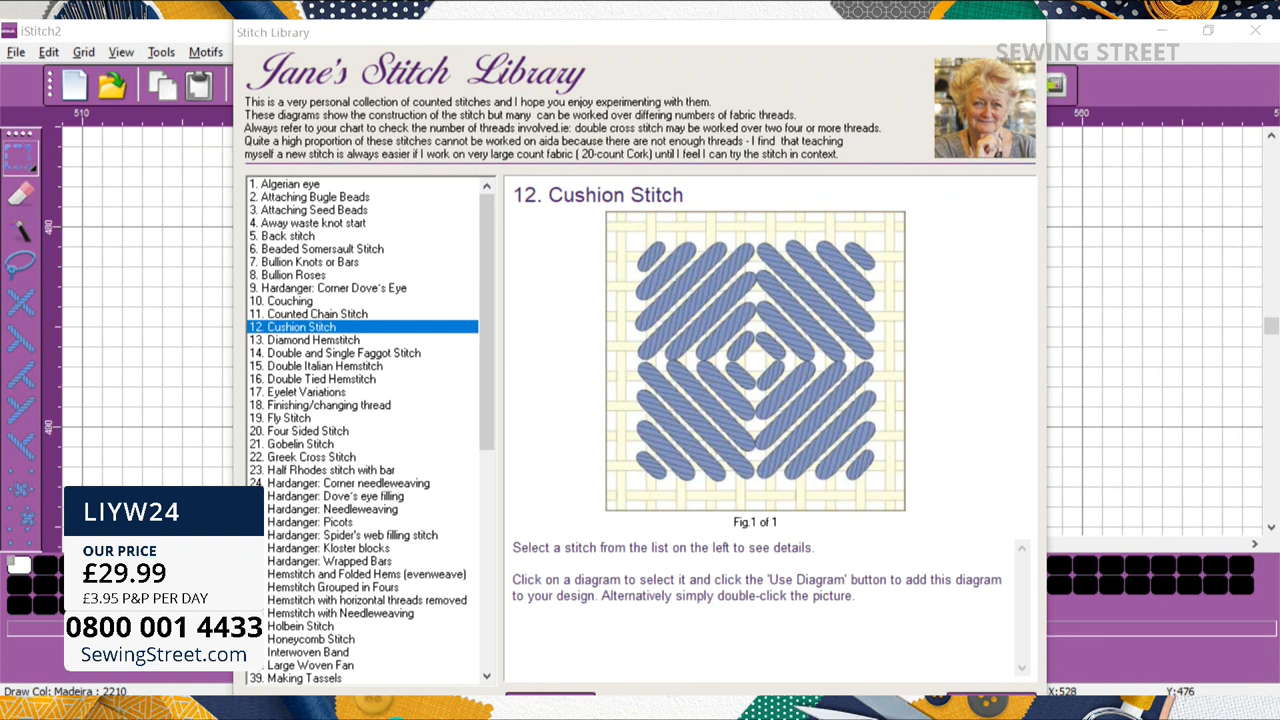 iStitch2
Stitch Library
SEWING STREET
File Edit Grid View Tools Motifs
Jane's Stitch Library
This is a very personal collection of counted stitches and I hope you enjoy experimenting with them.
These diagrams show the construction of the stitch but many can be worked over differing numbers of fabric threads.
Always refer to your chart to check the number of threads involved.ie: double cross stitch may be worked over two four or more threads.
Quite a high proportion of these stitches cannot be worked on aida because there are not enough threads - I find that teaching
myself a new stitch is always easier if I work on very large count fabric ( 20-count Cork) until I feel I can try the stitch in context.
510
560
480
490
1. Algerian eye
2. Attaching Bugle Beads
3. Attaching Seed Beads
4. Away waste knot start
5. Back stitch
6. Beaded Somersault Stitch
7. Bullion Knots or Bars
8. Bullion Roses
9. Hardanger: Corner Dove's Eye
10. Couching
11. Counted Chain Stitch
12. Cushion Stitch
13. Diamond Hemstitch
14. Double and Single Faggot Stitch
15. Double Italian Hemstitch
16. Double Tied Hemstitch
17. Eyelet Variations
18. Finishing/changing thread
19. Fly Stitch
20. Four Sided Stitch
21. Gobelin Stitch
22. Greek Cross Stitch
23. Half Rhodes stitch with bar
24. Hardanger: Corner needleweaving
Hardanger: Dove's eye filling
Hardanger: Needleweaving
Hardanger: Picots
Hardanger: Spider's web filling stitch
Hardanger: Kloster blocks
Hardanger: Wrapped Bars
Hemstitch and Folded Hems (evenweave)
Hemstitch Grouped in Fours
Hemstitch with horizontal threads removed
Hemstitch with Needleweaving
Holbein Stitch
Honeycomb Stitch
Interwoven Band
Large Woven Fan
39. Making Tassels
12. Cushion Stitch
Fig.1 of 1
Select a stitch from the list on the left to see details.
Click on a diagram to select it and click the 'Use Diagram' button to add this diagram
to your design. Alternatively simply double-click the picture.
LIYW24
OUR PRICE
£29.99
£3.95 P&P PER DAY
0800 001 4433
SewingStreet.com
Draw Col: Madeira : 2210
X:528
Y:476